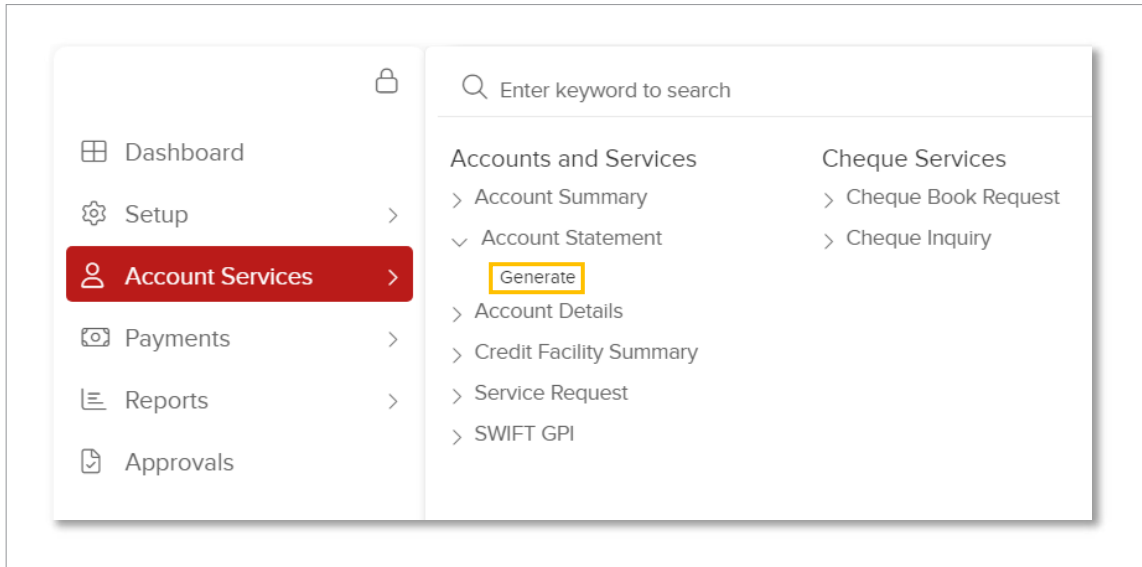 Dashboard
Setup
Account Services
Payments
Reports
Approvals
Enter keyword to search
Accounts and Services
Account Summary
Account Statement
Generate
Account Details
Credit Facility Summary
Service Request
SWIFT GPI
Cheque Services
Cheque Book Request
Cheque Inquiry